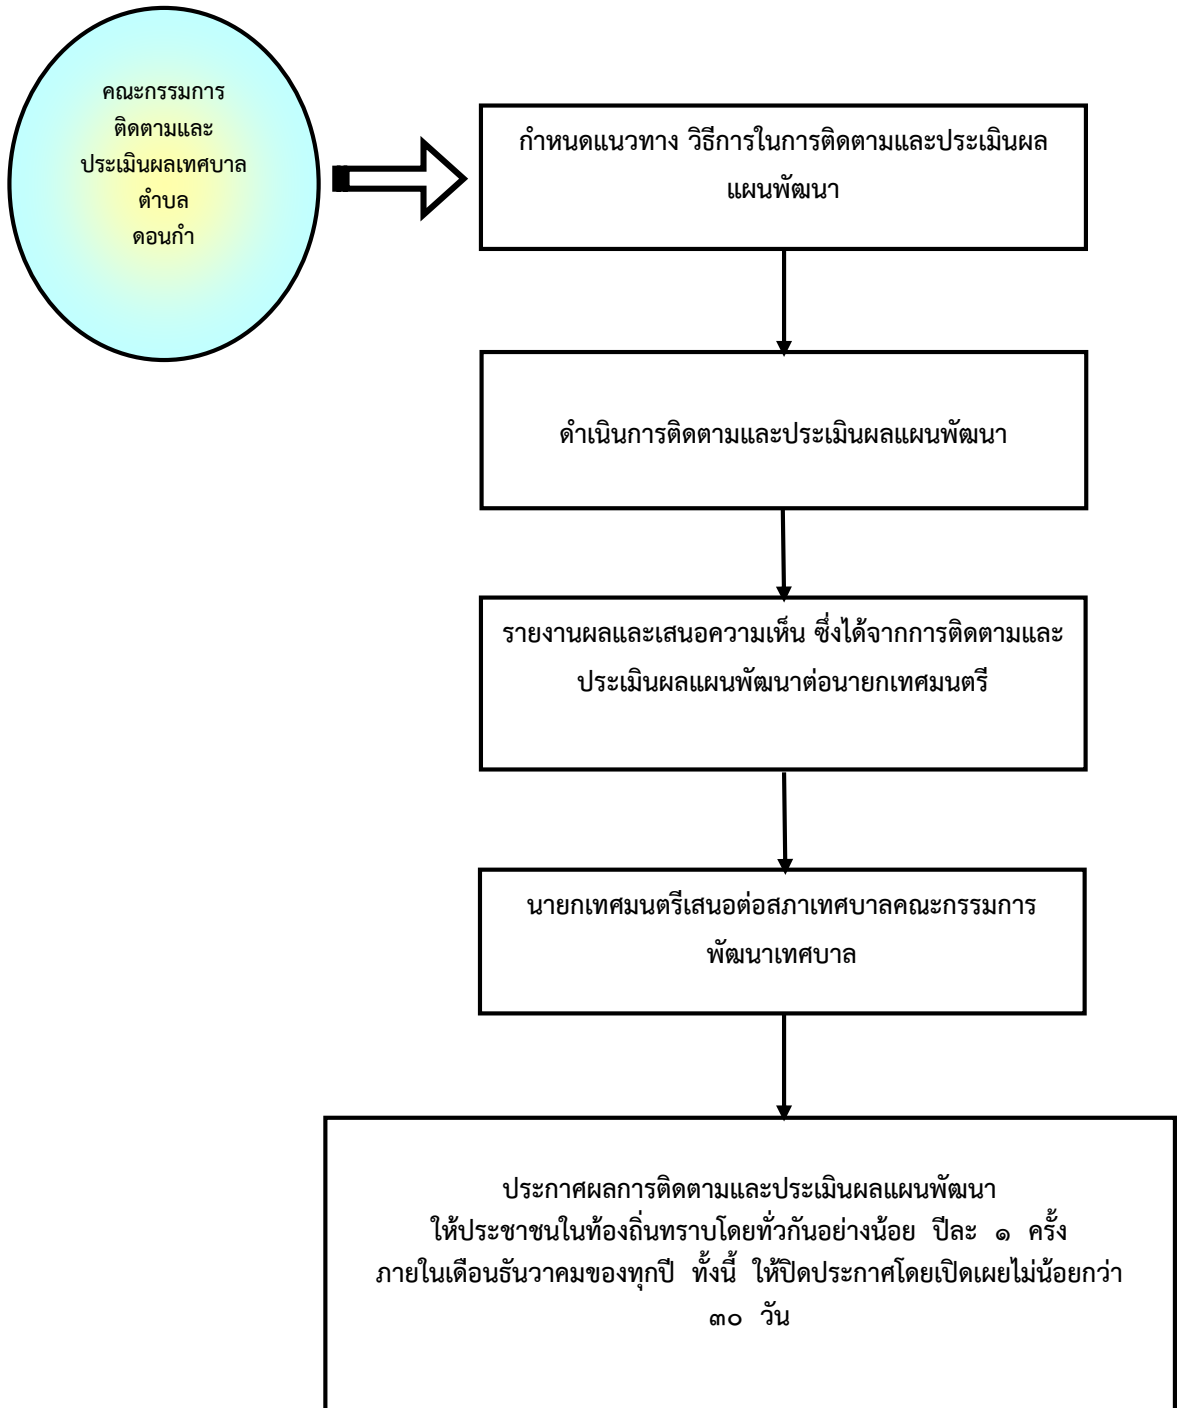 คณะกรรมการ
ติดตามและ
ประเมินผลเทศบาล
ตำบล
ดอนกำ
กำหนดแนวทาง วิธีการในการติดตามและประเมินผล
แผนพัฒนา
ดำเนินการติดตามและประเมินผลแผนพัฒนา
รายงานผลและเสนอความเห็น ซึ่งได้จากการติดตามและ
ประเมินผลแผนพัฒนาต่อนายกเทศมนตรี
นายกเทศมนตรีเสนอต่อสภาเทศบาลคณะกรรมการ
พัฒนาเทศบาล
ประกาศผลการติดตามและประเมินผลแผนพัฒนา
ให้ประชาชนในท้องถิ่นทราบโดยทั่วกันอย่างน้อย ปีละ ๑ ครั้ง
ภายในเดือนธันวาคมของทุกปี ทั้งนี้ ให้ปิดประกาศโดยเปิดเผยไม่น้อยกว่า
๓๐ วัน